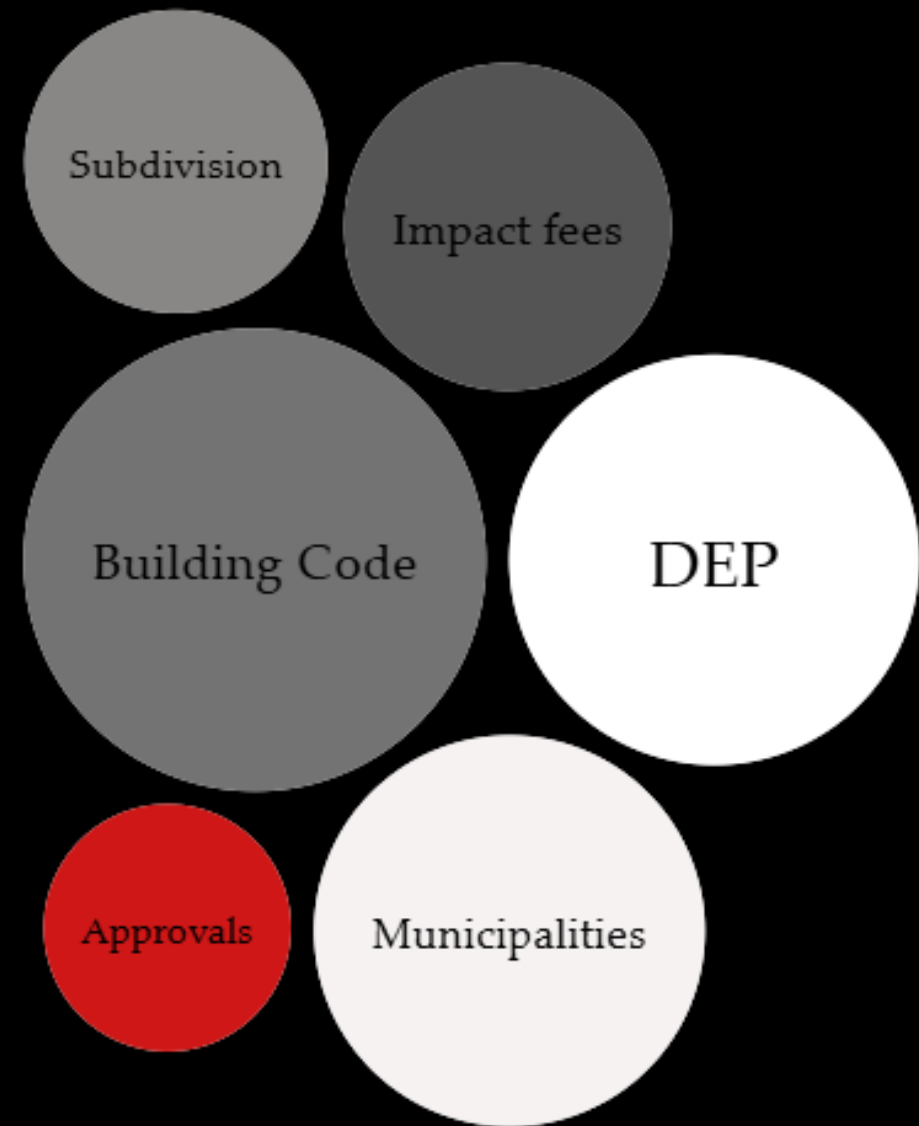 Subdivision
Impact fees
Building Code
DEP
Approvals
Municipalities